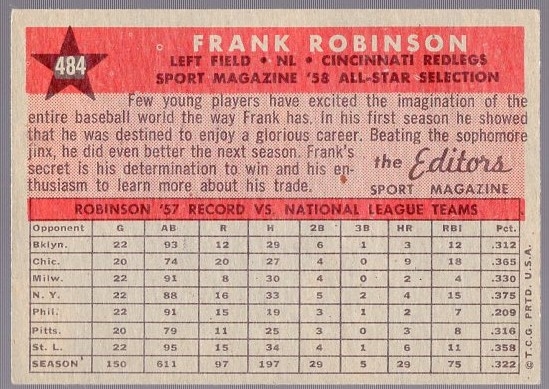 484
FRANK ROBINSON
LEFT FIELD • NL • CINCINNATI REDLEGS
SPORT MAGAZINE '58 ALL-STAR SELECTION
Few young players have excited the imagination of the
entire baseball world the way Frank has. In his first season he showed
that he was destined to enjoy a glorious career. Beating the sophomore
jinx, he did even better the next season. Frank's
secret is his determination to win and his en-
thusiasm to learn more about his trade.
the Editors
SPORT MAGAZINE
ROBINSON '57 RECORD VS. NATIONAL LEAGUE TEAMS
Opponent G AB R H 2B 3B HR RBI Pct.
Bklyn. 22 93 12 29 6 1 3 12 .312
Chic. 20 74 20 27 4 0 9 18 .365
Milw. 22 91 8 30 4 0 2 4 .330
N. Y. 22 88 16 33 5 2 4 15 .375
Phil. 22 91 15 19 3 1 2 7 .209
Pitts. 20 79 11 25 3 0 3 8 .316
St. L. 22 95 15 34 4 1 6 11 .358
SEASON 150 611 97 197 29 5 29 75 .322
© T.C.G. PRTD. U.S.A.